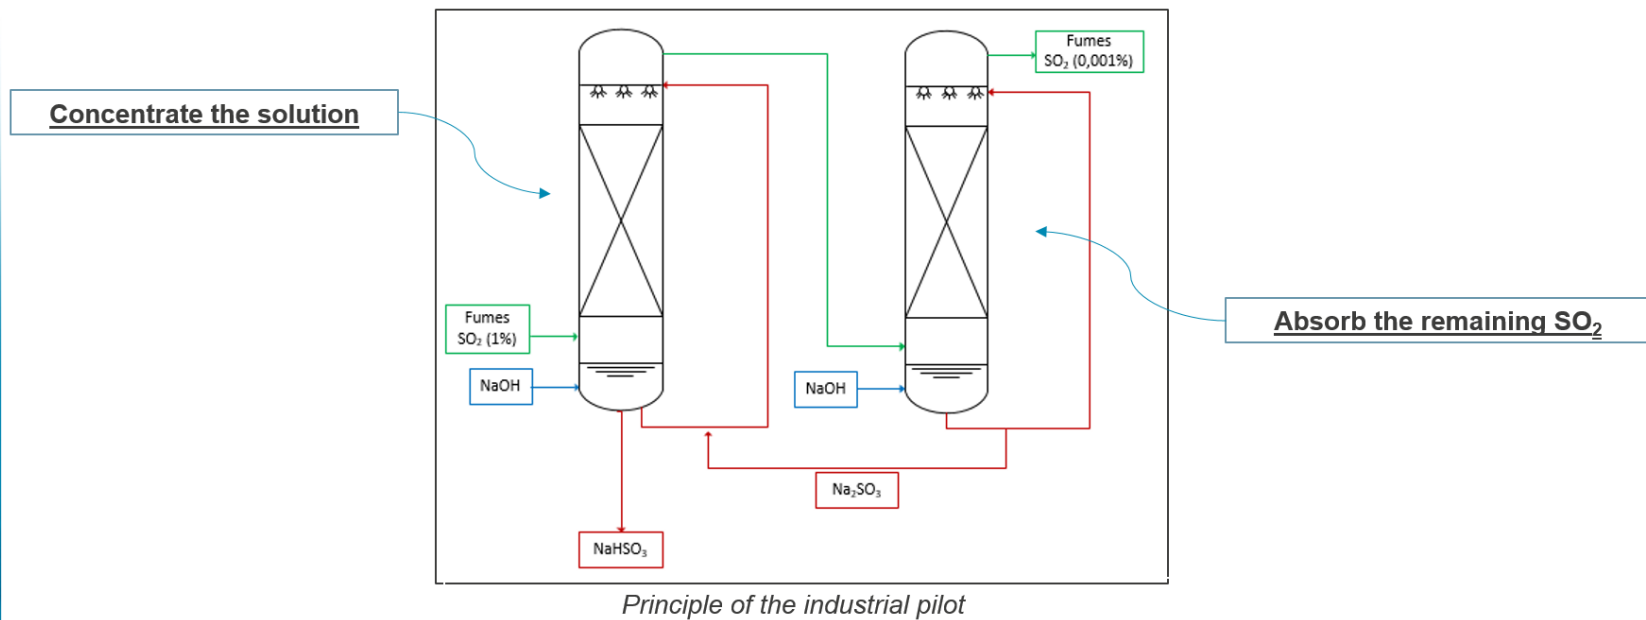 Concentrate the solution
Fumes
SO₂ (0,001%)
Fumes
SO₂ (1%)
NaOH
NaOH
Absorb the remaining SO₂
Na₂SO₃
NaHSO₃
Principle of the industrial pilot